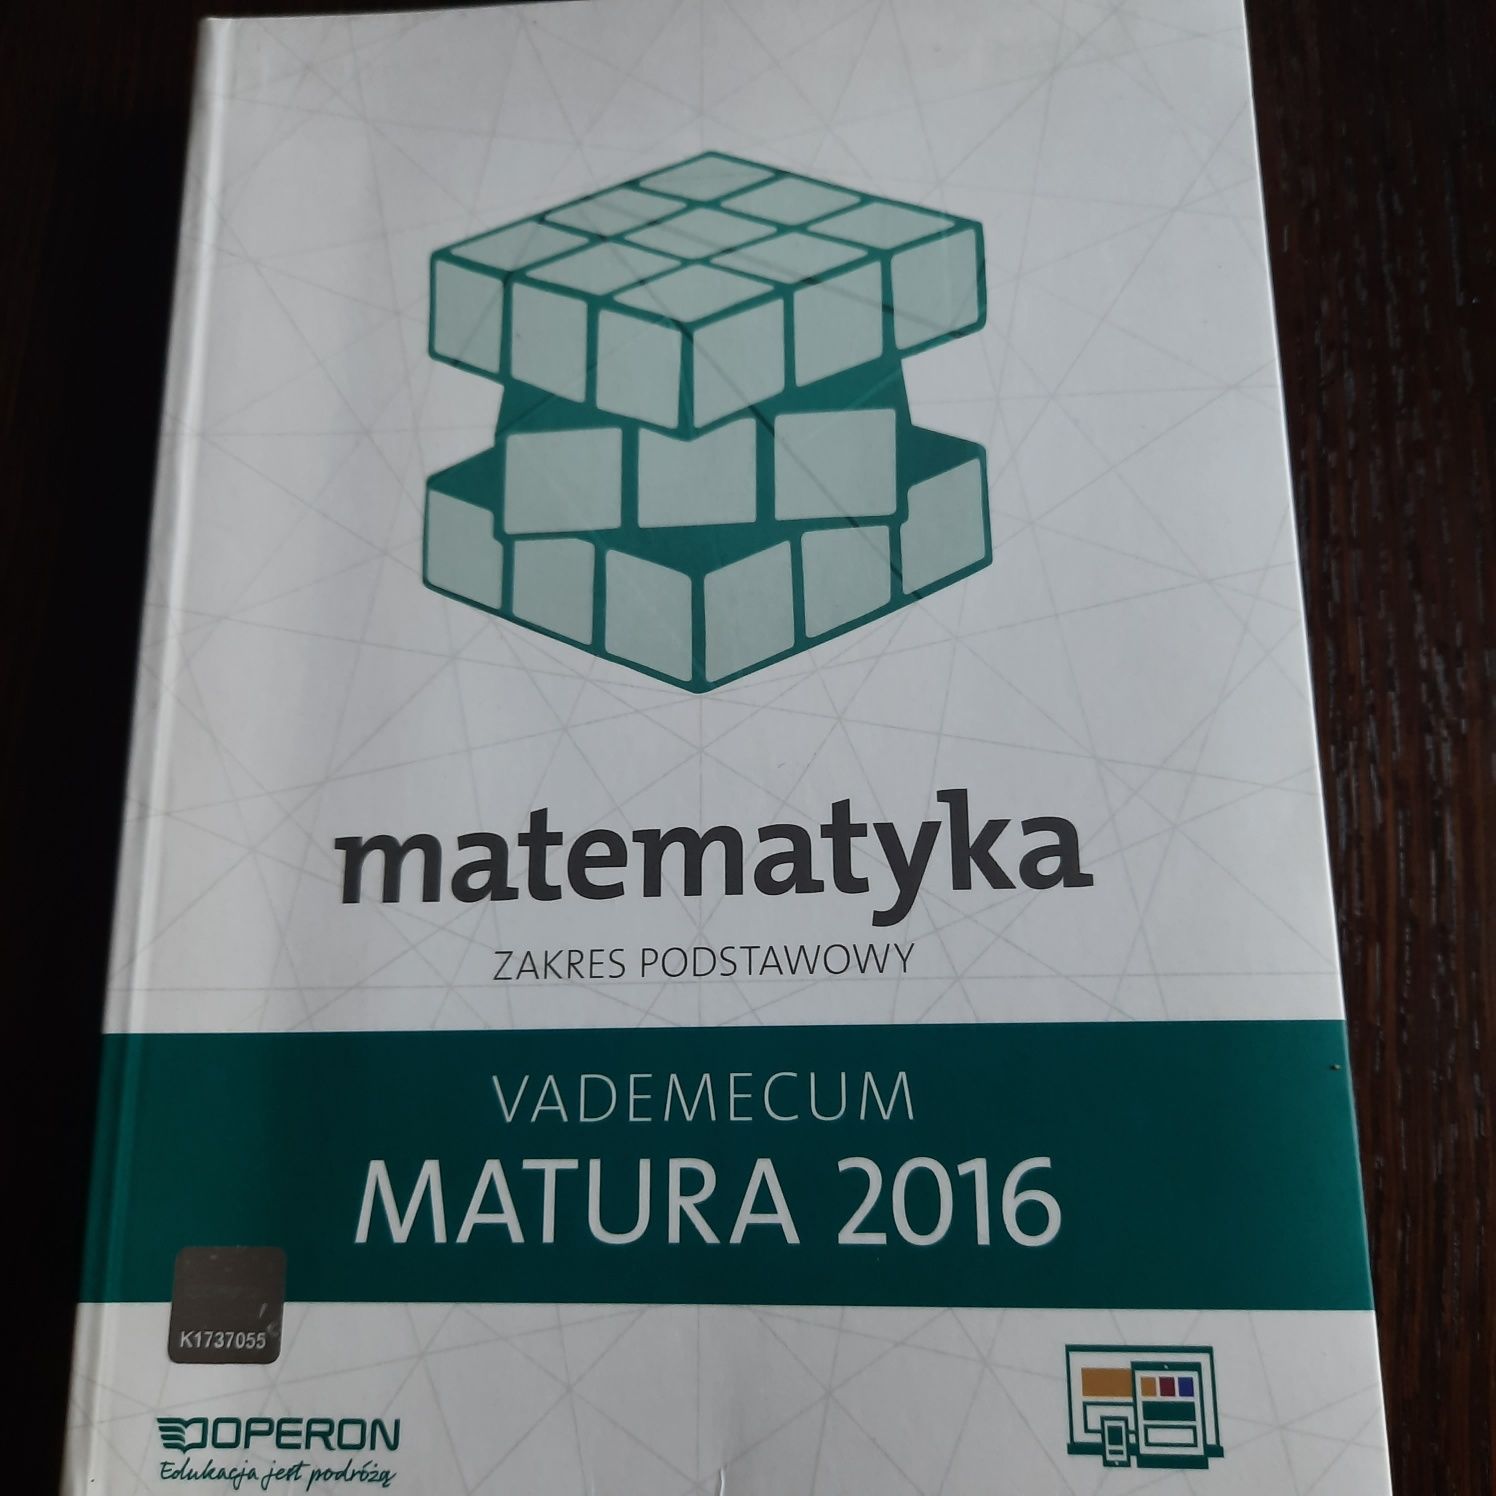 matematyka
ZAKRES PODSTAWOWY
VADEMECUM
MATURA 2016
K1737055
OPERON
Edukacja jest podróżą